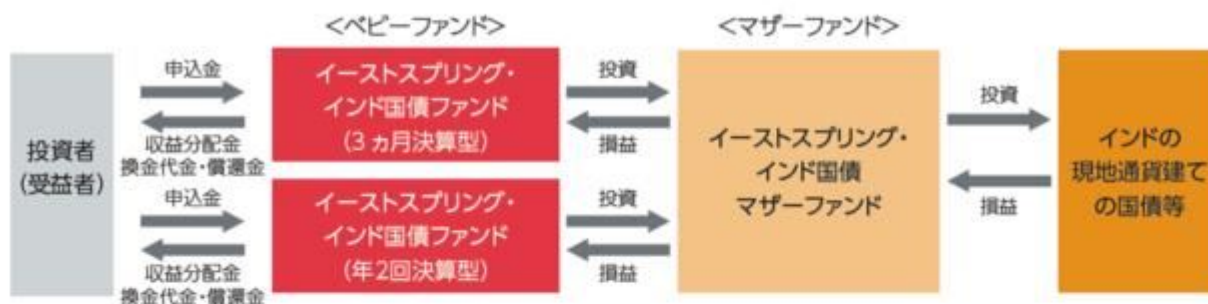 <ベビーファンド>
<マザーファンド>
投資者
(受益者)
申込金
収益分配金
換金代金・償還金
イーストスプリング・
インド国債ファンド
(3ヵ月決算型)
投資
損益
申込金
収益分配金
換金代金・償還金
イーストスプリング・
インド国債ファンド
(年2回決算型)
投資
損益
イーストスプリング・
インド国債
マザーファンド
投資
損益
インドの
現地通貨建て
の国債等